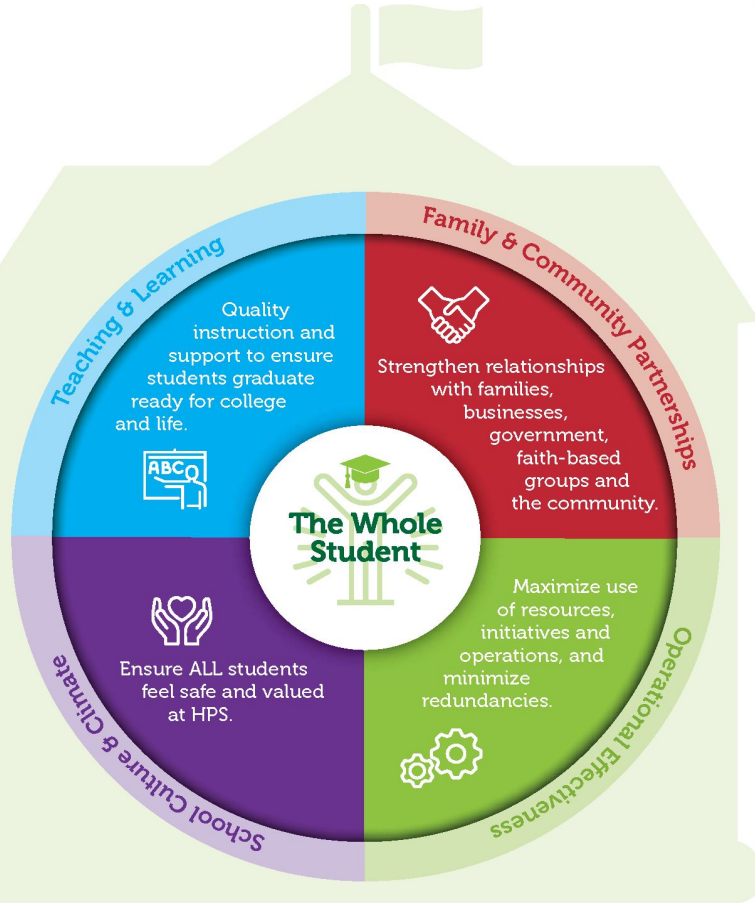 Teaching & Learning
Quality
instruction and
support to ensure
students graduate
ready for college
and life.
ABC
Family & Community Partnerships
Strengthen relationships
with families,
businesses,
government,
faith-based
groups and
the community.
The Whole
Student
School Culture & Climate
Ensure ALL students
feel safe and valued
at HPS.
Operational Effectiveness
Maximize use
of resources,
initiatives and
operations, and
minimize
redundancies.